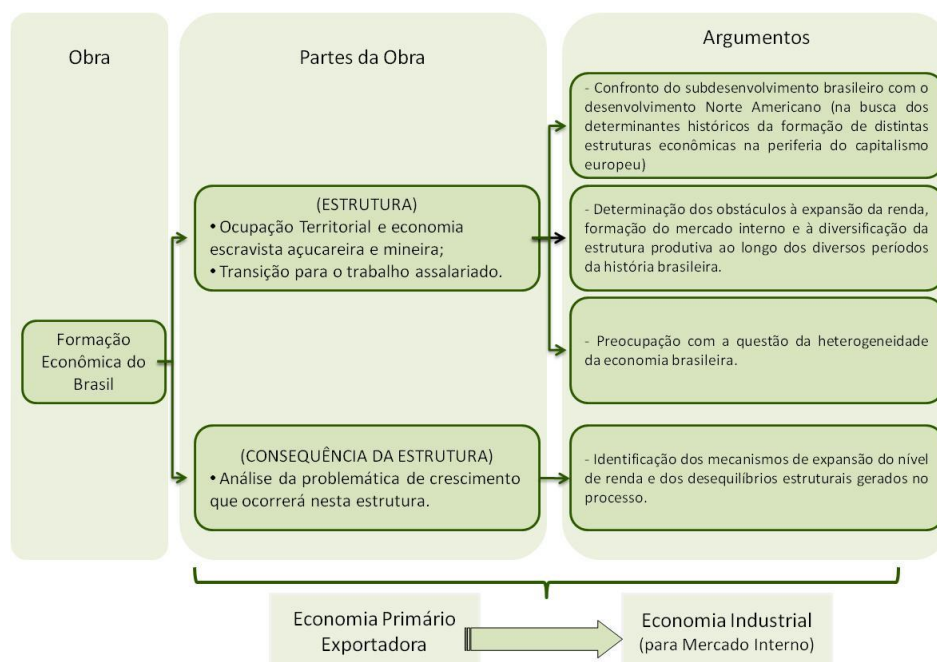 Obra
Partes da Obra
Argumentos
Formação
Econômica do
Brasil
(ESTRUTURA)
• Ocupação Territorial e economia
escravista açucareira e mineira;
• Transição para o trabalho assalariado.
(CONSEQUÊNCIA DA ESTRUTURA)
• Análise da problemática de crescimento
que ocorrerá nesta estrutura.
- Confronto do subdesenvolvimento brasileiro com o
desenvolvimento Norte Americano (na busca dos
determinantes históricos da formação de distintas
estruturas econômicas na periferia do capitalismo
europeu)
- Determinação dos obstáculos à expansão da renda,
formação do mercado interno e à diversificação da
estrutura produtiva ao longo dos diversos períodos
da história brasileira.
- Preocupação com a questão da heterogeneidade
da economia brasileira.
- Identificação dos mecanismos de expansão do nível
de renda e dos desequilíbrios estruturais gerados no
processo.
Economia Primário
Exportadora
Economia Industrial
(para Mercado Interno)